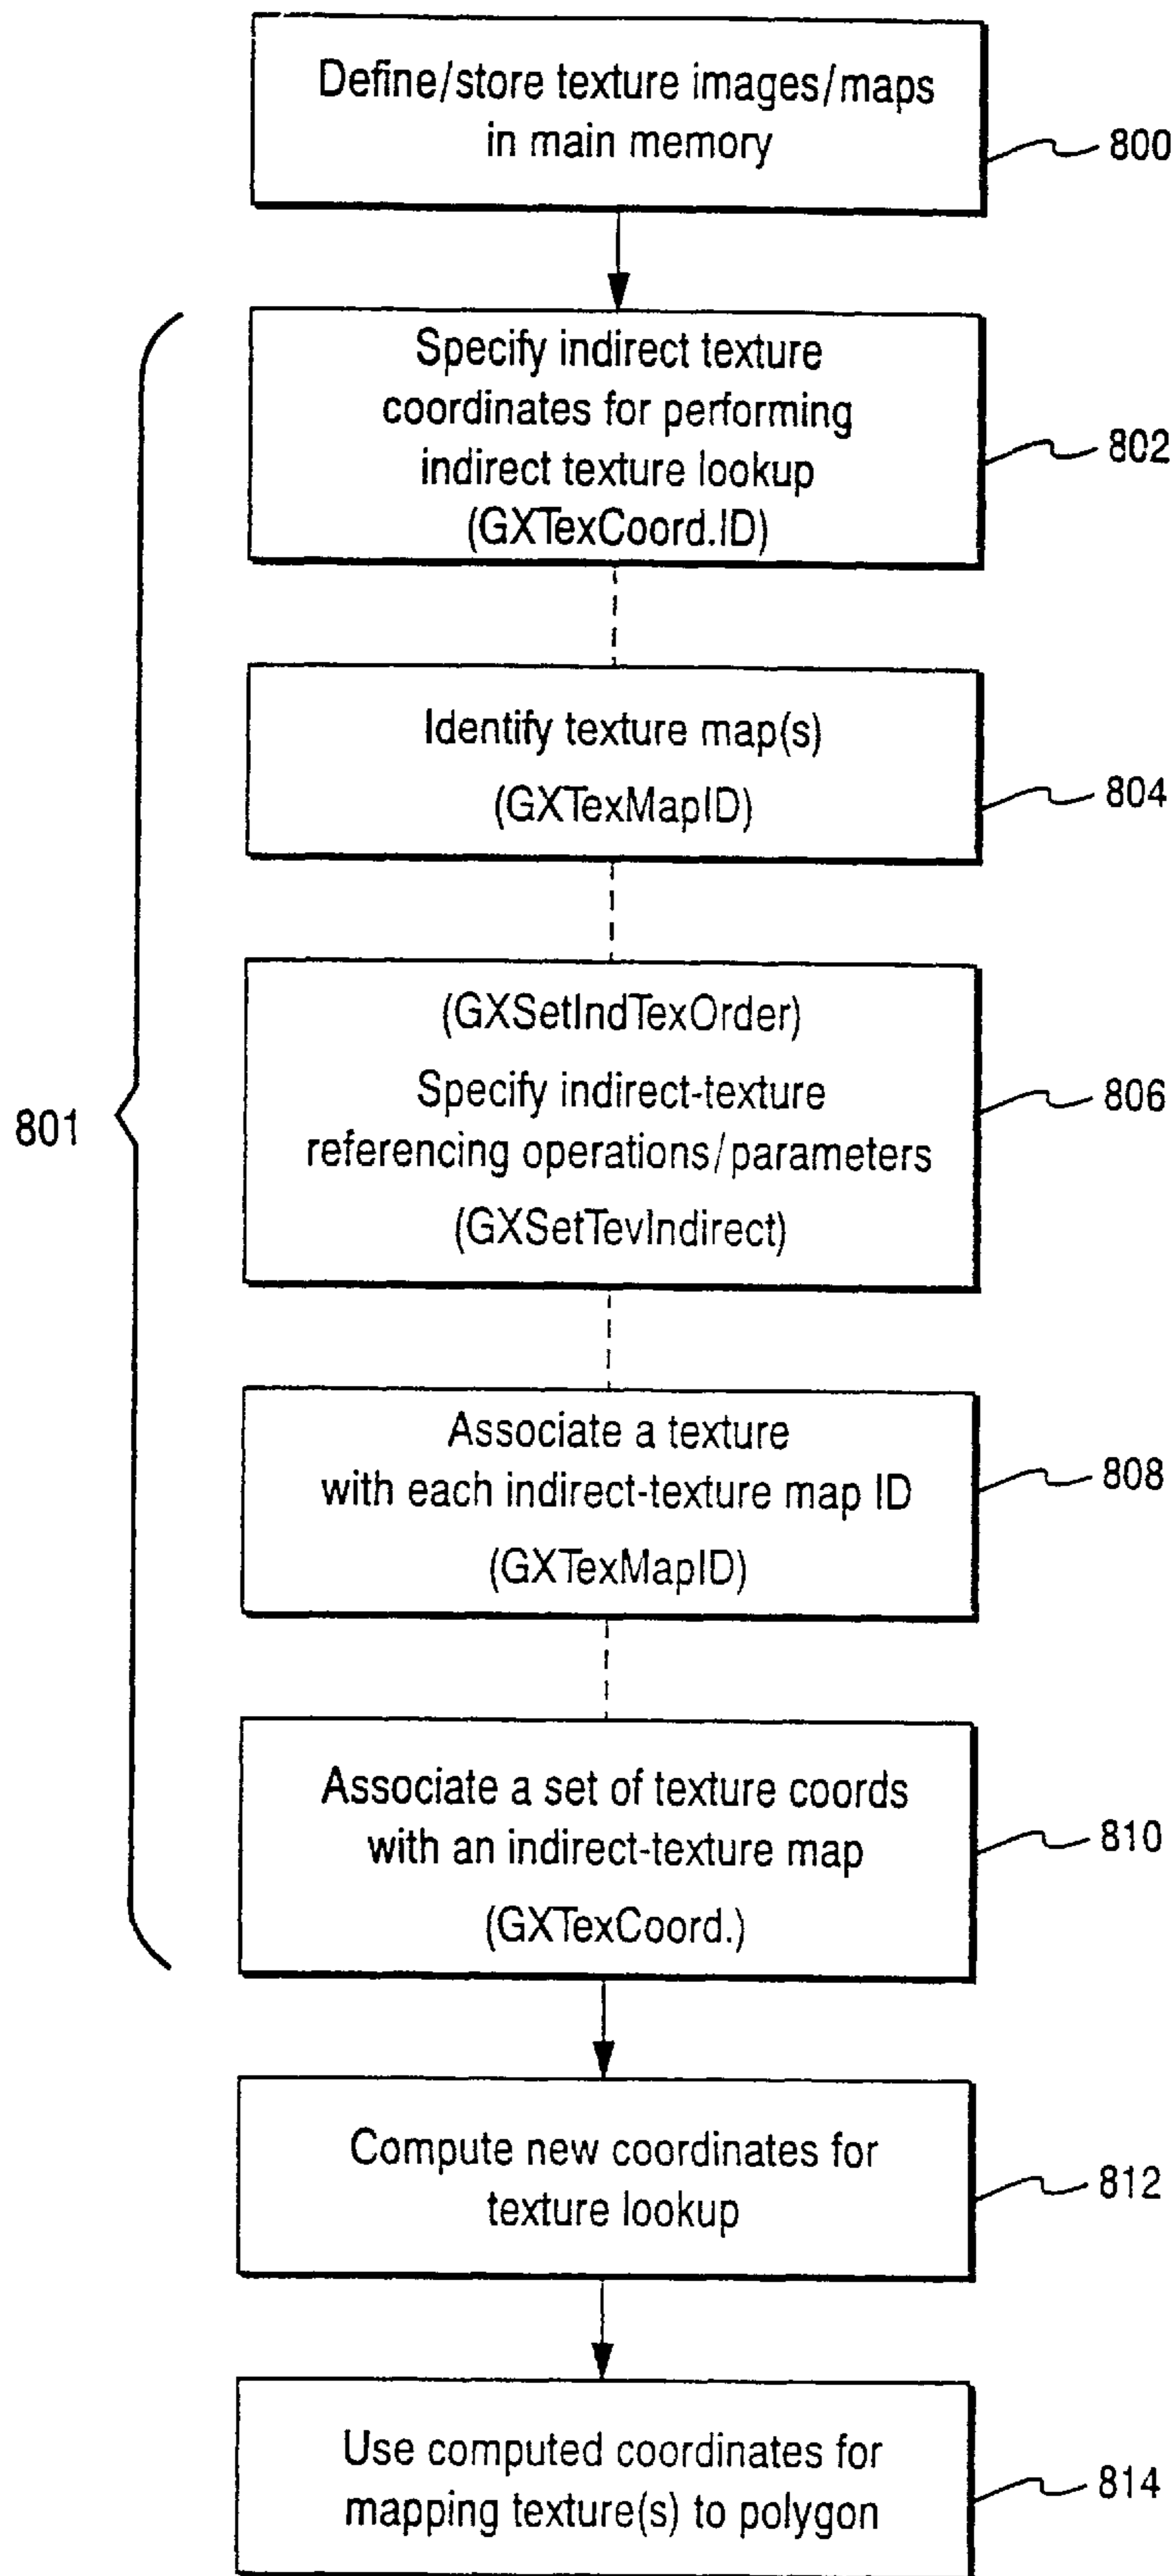 Define/store texture images/maps
in main memory
800
Specify indirect texture
coordinates for performing
indirect texture lookup
(GXTexCoord.ID)
802
Identify texture map(s)
(GXTexMapID)
804
801
(GXSetIndTexOrder)
Specify indirect-texture
referencing operations/parameters
(GXSetTevIndirect)
806
Associate a texture
with each indirect-texture map ID
(GXTexMapID)
808
Associate a set of texture coords
with an indirect-texture map
(GXTexCoord.)
810
Compute new coordinates for
texture lookup
812
Use computed coordinates for
mapping texture(s) to polygon
814